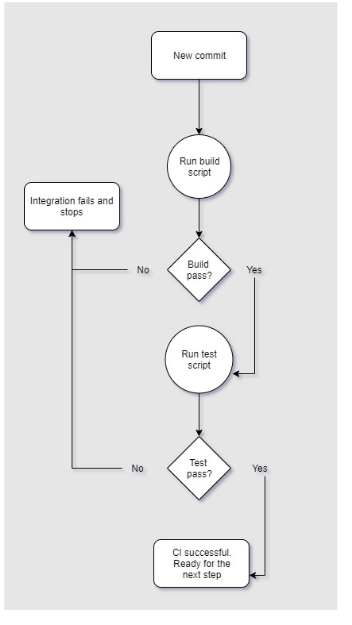 New commit
Run build
script
Integration fails and
stops
No
Build
pass?
Yes
Run test
script
No
Test
pass?
Yes
CI successful.
Ready for the
next step